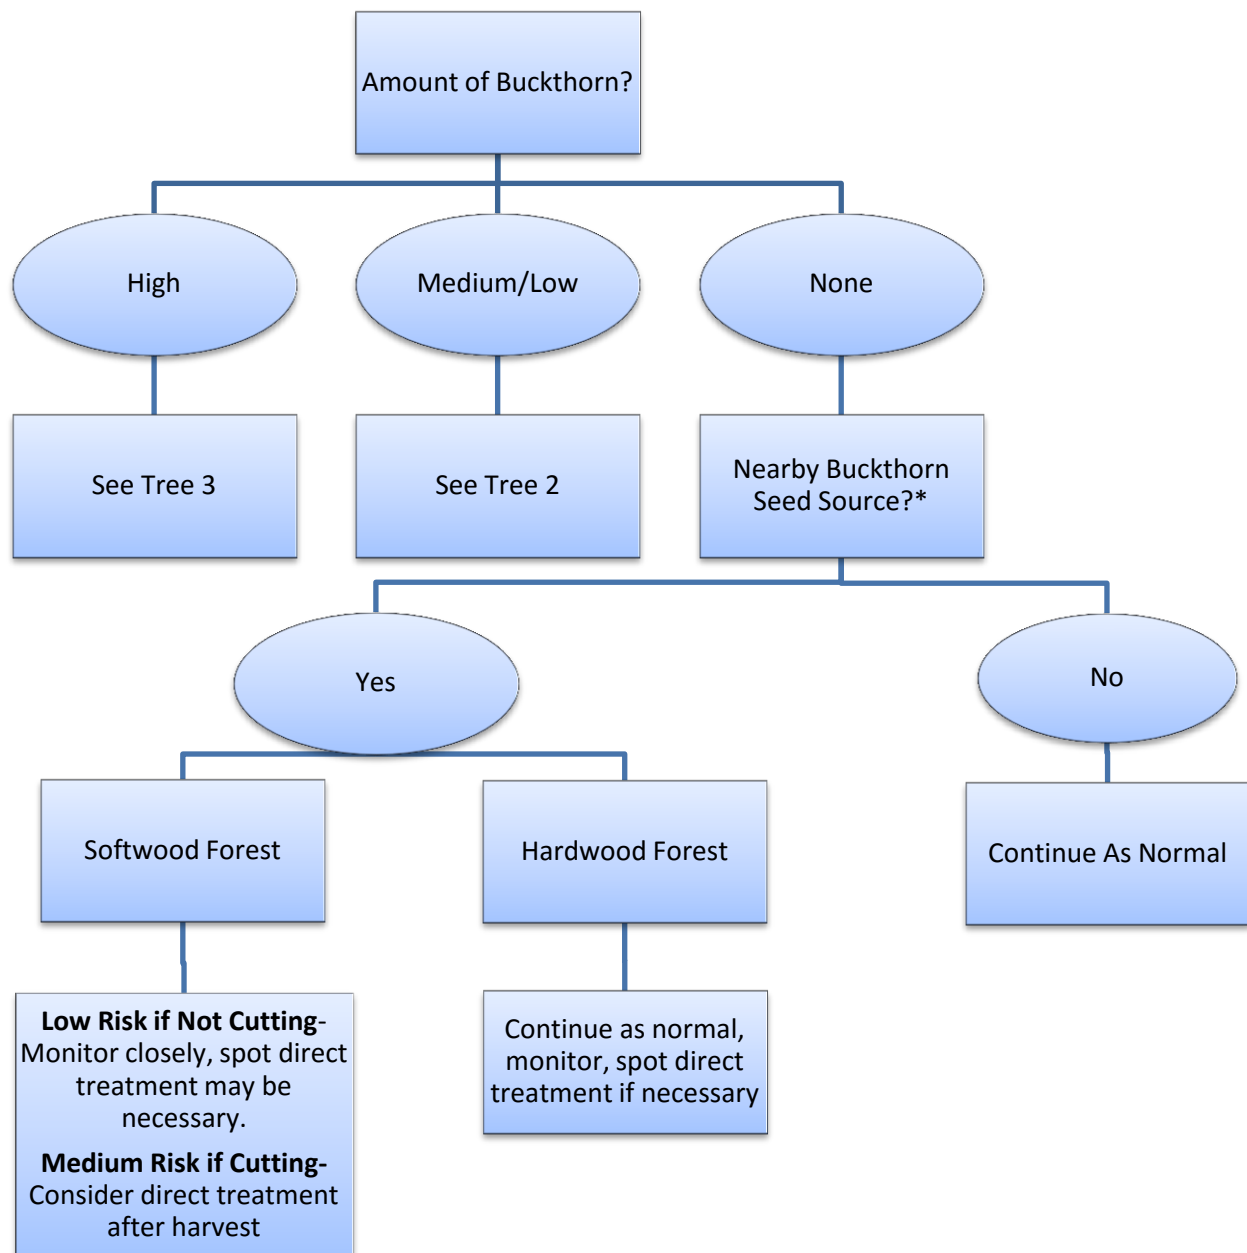 Amount of Buckthorn?
High
Medium/Low
None
See Tree 3
See Tree 2
Nearby Buckthorn
Seed Source?*
Yes
No
Softwood Forest
Hardwood Forest
Continue As Normal
Low Risk if Not Cutting-
Monitor closely, spot direct
treatment may be
necessary.
Medium Risk if Cutting-
Consider direct treatment
after harvest
Continue as normal,
monitor, spot direct
treatment if necessary